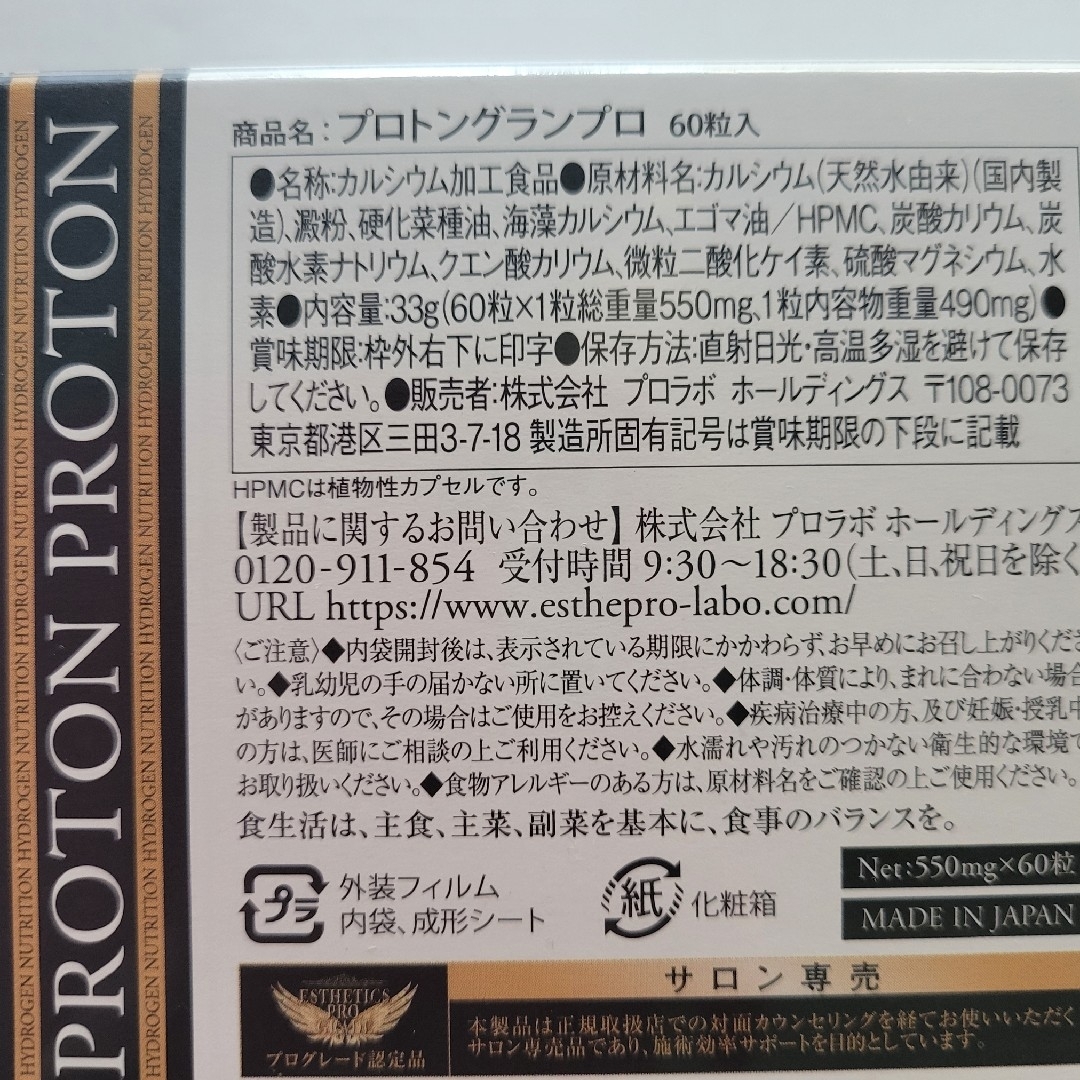 商品名：プロトングランプロ 60粒入
●名称:カルシウム加工食品●原材料名:カルシウム(天然水由来)(国内製
造)、澱粉、硬化菜種油、海藻カルシウム、エゴマ油／HPMC、炭酸カリウム、炭
酸水素ナトリウム、クエン酸カリウム、微粒二酸化ケイ素、硫酸マグネシウム、水
素●内容量:33g(60粒×1粒総重量550mg、1粒内容物重量490mg)●
賞味期限:枠外右下に印字●保存方法:直射日光・高温多湿を避けて保存
してください。●販売者:株式会社 プロラボ ホールディングス 〒108-0073
東京都港区三田3-7-18 製造所固有記号は賞味期限の下段に記載
HPMCは植物性カプセルです。
【製品に関するお問い合わせ】株式会社 プロラボ ホールディングス
0120-911-854 受付時間 9:30～18:30(土、日、祝日を除く
URL https://www.esthepro-labo.com/
〈ご注意〉◆内袋開封後は、表示されている期限にかかわらず、お早めにお召し上がりくださ
い。◆乳幼児の手の届かない所に置いてください。◆体調・体質により、まれに合わない場合
がありますので、その場合はご使用をお控えください。◆疾病治療中の方、及び妊娠・授乳中
の方は、医師にご相談の上ご利用ください。◆水濡れや汚れのつかない衛生的な環境で
お取り扱いください。◆食物アレルギーのある方は、原材料名をご確認の上ご使用ください。
食生活は、主食、主菜、副菜を基本に、食事のバランスを。
プラ 外装フィルム
内袋、成形シート
紙 化粧箱
Net:550mg×60粒
MADE IN JAPAN
ESTHETICS
PRO
GRADE
プログレード認定品
サロン専売
本製品は正規取扱店での対面カウンセリングを経てお使いいただく
サロン専売品であり、施術効率サポートを目的としています。
PROTON PROTON PROTON
HYDROGEN NUTRITION HYDROGEN NUTRITION HYDROGEN NUTRITION HYDROGEN
HYDROGEN NUTRITION HYDROGEN NUTRITION HYDROGEN NUTRITION HYDROGEN